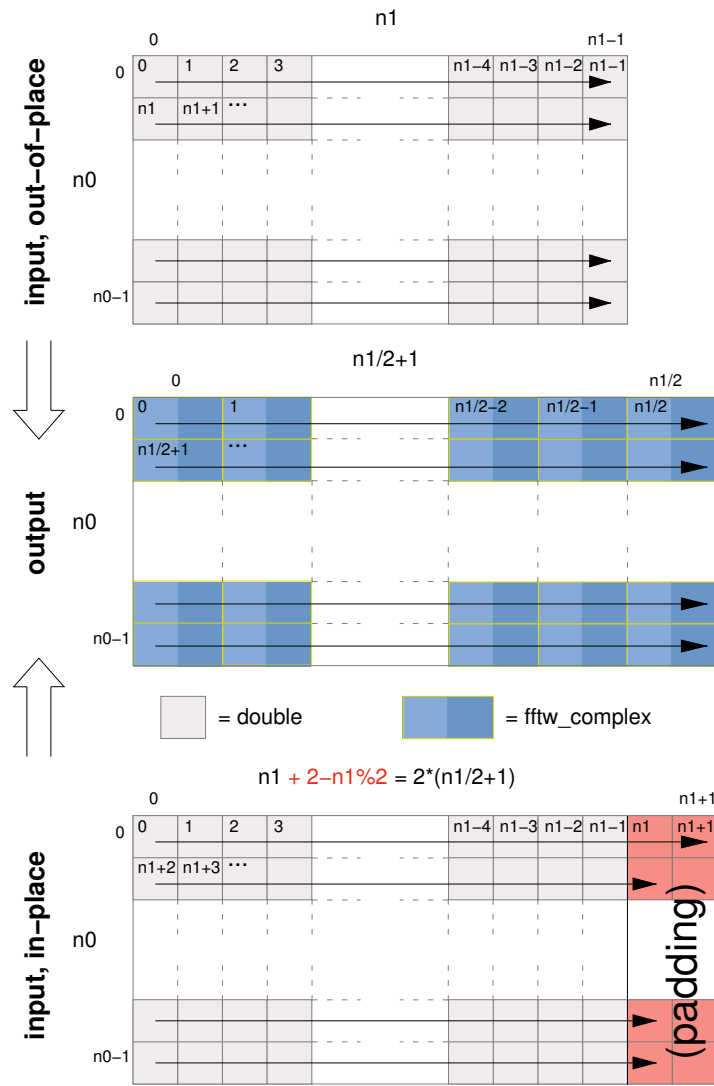 n1
0 n1−1
0 0 1 2 3 n1−4 n1−3 n1−2 n1−1
n1 n1+1 ...
input, out−of−place
n0
n0−1
n1/2+1
0 n1/2
0 0 1 n1/2−2 n1/2−1 n1/2
n1/2+1 ...
output
n0
n0−1
= double = fftw_complex
n1 + 2−n1%2 = 2*(n1/2+1)
0 n1+1
0 0 1 2 3 n1−4 n1−3 n1−2 n1−1 n1 n1+1
n1+2 n1+3 ...
input, in−place
n0
(padding)
n0−1